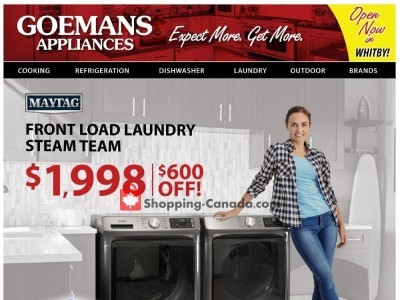 GOEMANS
APPLIANCES
Expect More. Get More.
Open
Now
in
WHITBY!
COOKING REFRIGERATION DISHWASHER LAUNDRY OUTDOOR BRANDS
MAYTAG
FRONT LOAD LAUNDRY
STEAM TEAM
$1,998 $600
OFF!
Shopping-Canada.com